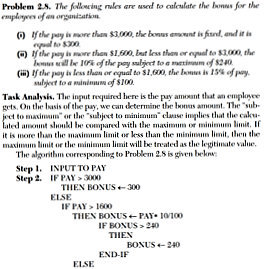 Problem 2.8. The following rules are used to calculate the bonus for the
employees of an organization.
(i) If the pay is more than $3,000, the bonus amount is fixed, and it is
equal to $300.
(ii) If the pay is more than $1,600, but less than or equal to $3,000, the
bonus will be 10% of the pay subject to a maximum of $240.
(iii) If the pay is less than or equal to $1,600, the bonus is 15% of pay,
subject to a minimum of $100.
Task Analysis. The input required here is the pay amount that an employee
gets. On the basis of the pay, we can determine the bonus amount. The "sub-
ject to maximum" or the "subject to minimum" clause implies that the calcu-
lated amount should be compared with the maximum or minimum limit. If
it is more than the maximum limit or less than the minimum limit, then the
maximum limit or the minimum limit will be treated as the legitimate value.
The algorithm corresponding to Problem 2.8 is given below:
Step 1. INPUT TO PAY
Step 2. IF PAY > 3000
THEN BONUS ← 300
ELSE
IF PAY > 1600
THEN BONUS ← PAY* 10/100
IF BONUS > 240
THEN
BONUS ← 240
END-IF
ELSE